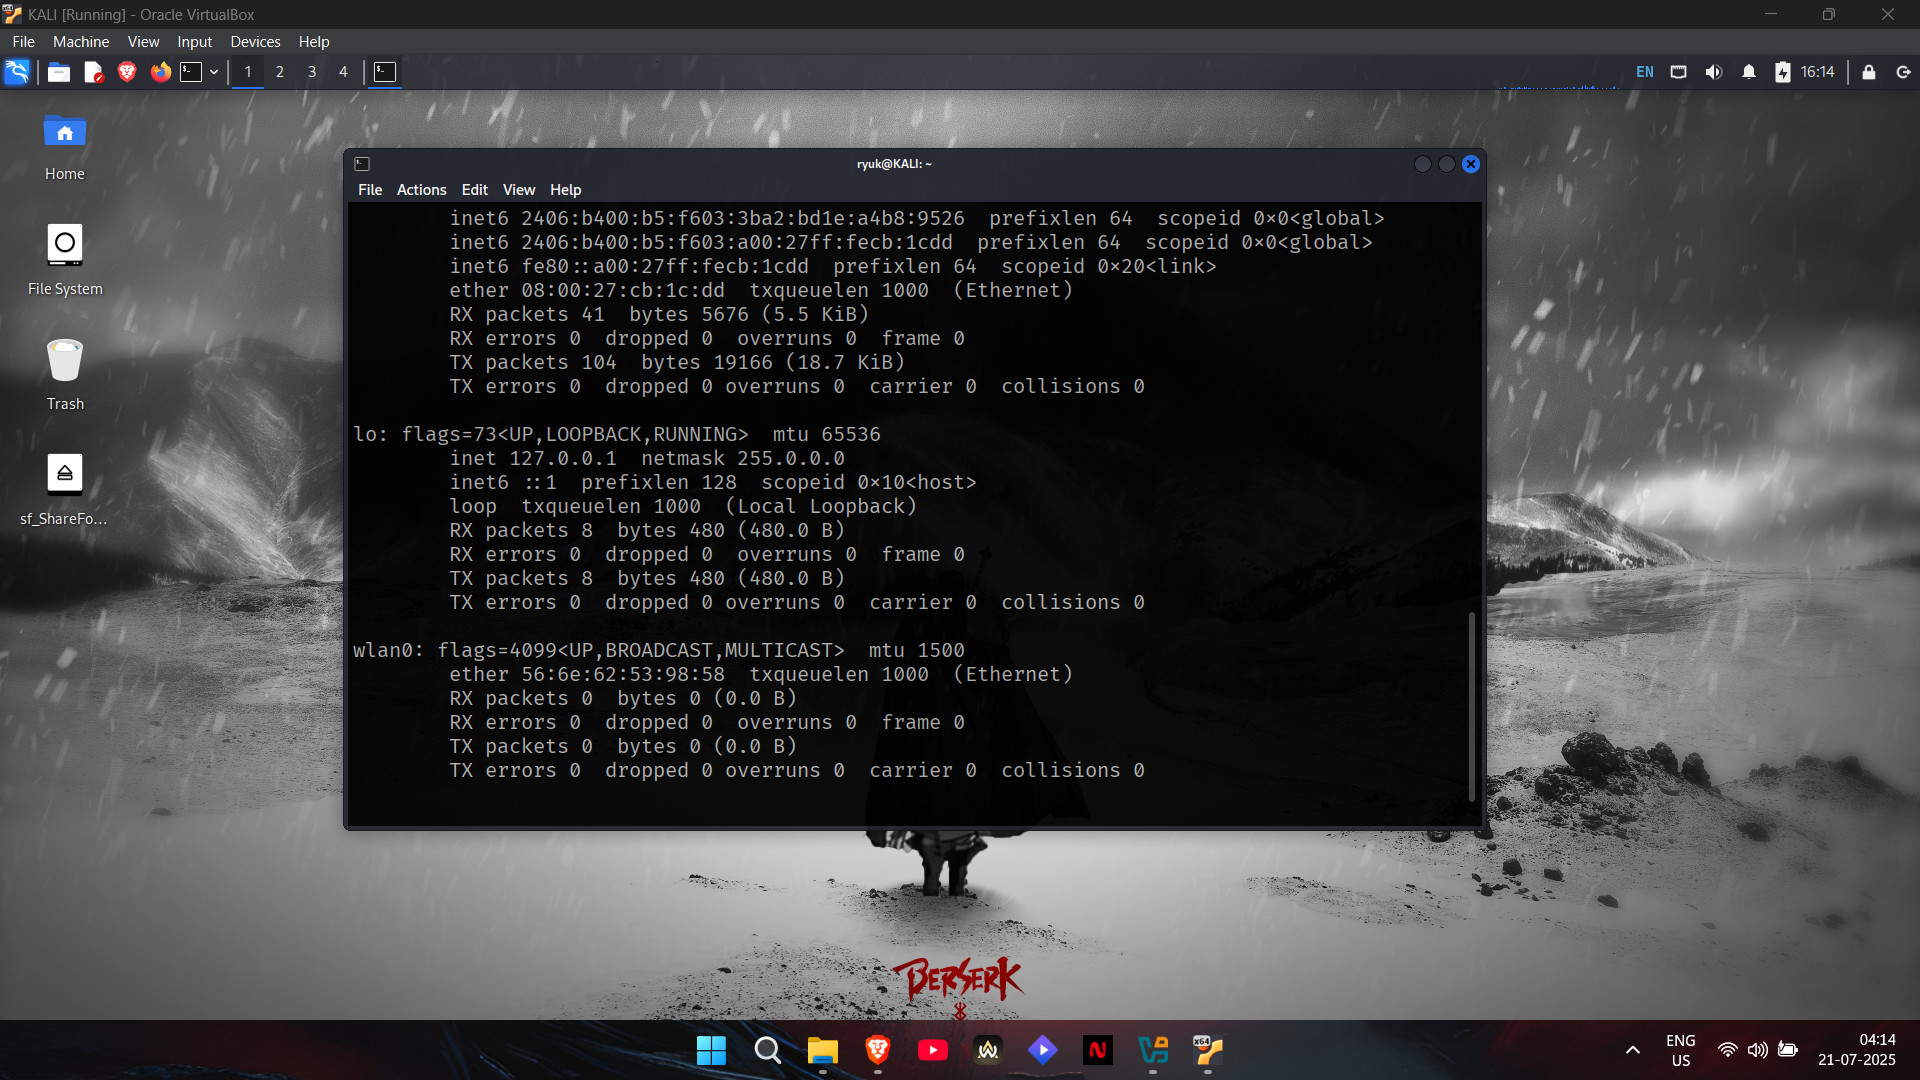 KALI [Running] - Oracle VirtualBox
File Machine View Input Devices Help
1 2 3 4
EN 16:14
Home
File System
Trash
sf_ShareFo...
ryuk@KALI: ~
File Actions Edit View Help
inet6 2406:b400:b5:f603:3ba2:bd1e:a4b8:9526 prefixlen 64 scopeid 0×0<global>
inet6 2406:b400:b5:f603:a00:27ff:fecb:1cdd prefixlen 64 scopeid 0×0<global>
inet6 fe80::a00:27ff:fecb:1cdd prefixlen 64 scopeid 0×20<link>
ether 08:00:27:cb:1c:dd txqueuelen 1000 (Ethernet)
RX packets 41 bytes 5676 (5.5 KiB)
RX errors 0 dropped 0 overruns 0 frame 0
TX packets 104 bytes 19166 (18.7 KiB)
TX errors 0 dropped 0 overruns 0 carrier 0 collisions 0
lo: flags=73<UP,LOOPBACK,RUNNING> mtu 65536
inet 127.0.0.1 netmask 255.0.0.0
inet6 ::1 prefixlen 128 scopeid 0×10<host>
loop txqueuelen 1000 (Local Loopback)
RX packets 8 bytes 480 (480.0 B)
RX errors 0 dropped 0 overruns 0 frame 0
TX packets 8 bytes 480 (480.0 B)
TX errors 0 dropped 0 overruns 0 carrier 0 collisions 0
wlan0: flags=4099<UP,BROADCAST,MULTICAST> mtu 1500
ether 56:6e:62:53:98:58 txqueuelen 1000 (Ethernet)
RX packets 0 bytes 0 (0.0 B)
RX errors 0 dropped 0 overruns 0 frame 0
TX packets 0 bytes 0 (0.0 B)
TX errors 0 dropped 0 overruns 0 carrier 0 collisions 0
BERSERK
x64
ENG
US
04:14
21-07-2025